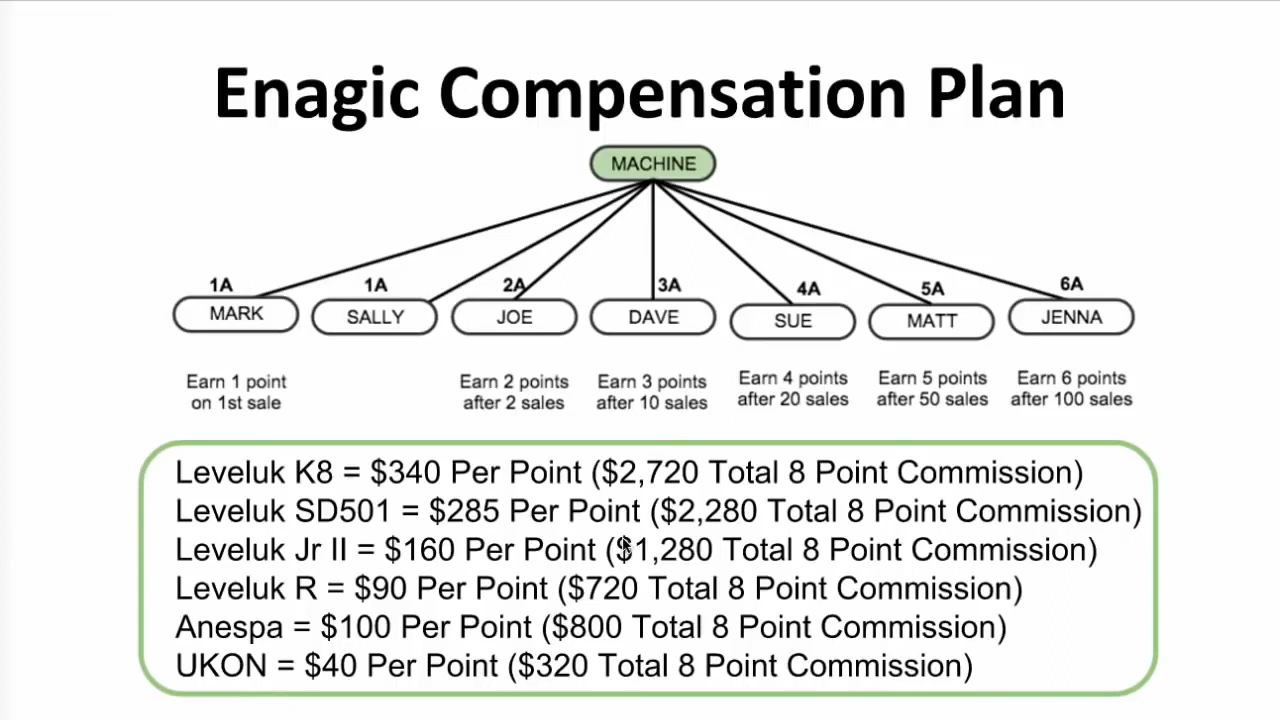 Enagic Compensation Plan
MACHINE
1A
1A
2A
3A
4A
5A
6A
MARK
SALLY
JOE
DAVE
SUE
MATT
JENNA
Earn 1 point
on 1st sale
Earn 2 points
after 2 sales
Earn 3 points
after 10 sales
Earn 4 points
after 20 sales
Earn 5 points
after 50 sales
Earn 6 points
after 100 sales
Leveluk K8 = $340 Per Point ($2,720 Total 8 Point Commission)
Leveluk SD501 = $285 Per Point ($2,280 Total 8 Point Commission)
Leveluk Jr II = $160 Per Point ($1,280 Total 8 Point Commission)
Leveluk R = $90 Per Point ($720 Total 8 Point Commission)
Anespa = $100 Per Point ($800 Total 8 Point Commission)
UKON = $40 Per Point ($320 Total 8 Point Commission)